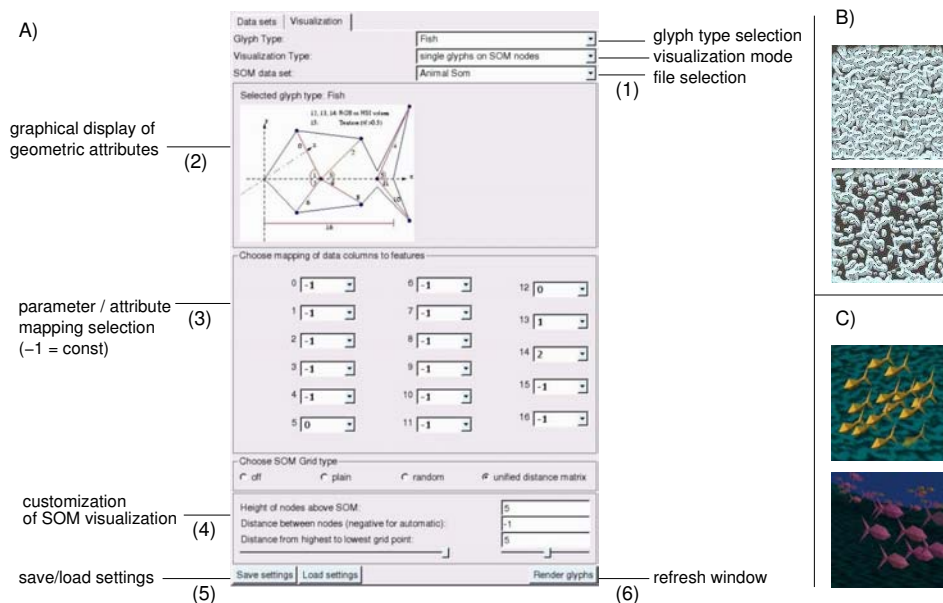 A)
Data sets Visualization
Glyph Type: Fish
Visualization Type: single glyphs on SOM nodes
SOM data set: Animal Som
glyph type selection
visualization mode
file selection
(1)
Selected glyph type: Fish
graphical display of
geometric attributes
(2)
Choose mapping of data columns to features
0 -1 6 -1 12 0
1 -1 7 -1 13 1
2 -1 8 -1 14 2
3 -1 9 -1 15 -1
4 -1 10 -1 16 -1
5 0 11 -1
parameter / attribute
mapping selection
(−1 = const)
(3)
Choose SOM Grid type
off plain random unified distance matrix
customization
of SOM visualization
(4)
Height of nodes above SOM: 5
Distance between nodes (negative for automatic): -1
Distance from highest to lowest grid point: 5
save/load settings
(5)
Save settings Load settings Render glyphs
(6)
refresh window
B)
C)